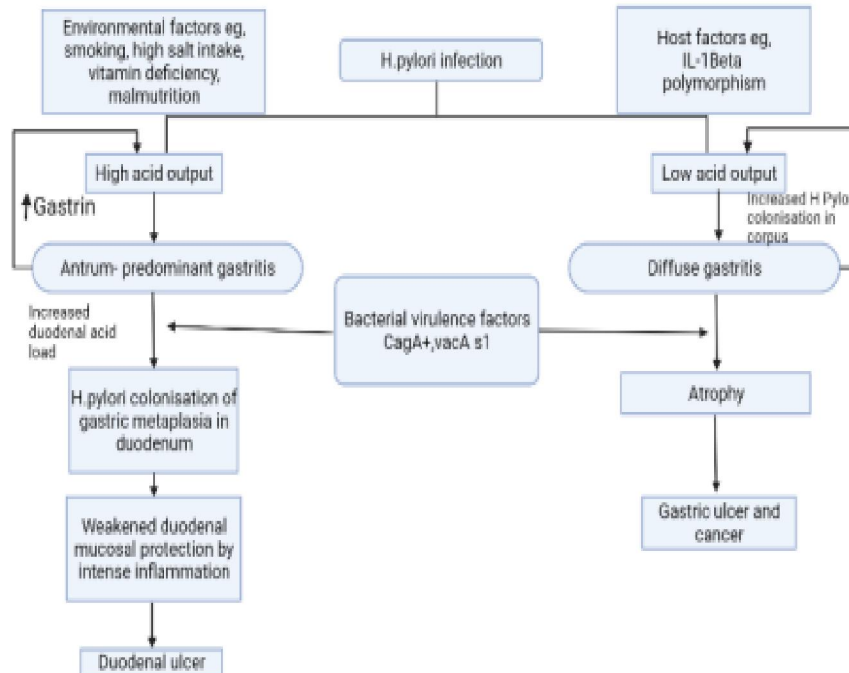 Environmental factors eg,
smoking, high salt intake,
vitamin deficiency,
malmutrition
H.pylori infection
Host factors eg,
IL-1Beta
polymorphism
High acid output
Low acid output
Gastrin
Increased H Pylo
colonisation in
corpus
Antrum- predominant gastritis
Diffuse gastritis
Increased
duodenal acid
load
Bacterial virulence factors
CagA+,vacA s1
H.pylori colonisation of
gastric metaplasia in
duodenum
Atrophy
Weakened duodenal
mucosal protection by
intense inflammation
Gastric ulcer and
cancer
Duodenal ulcer